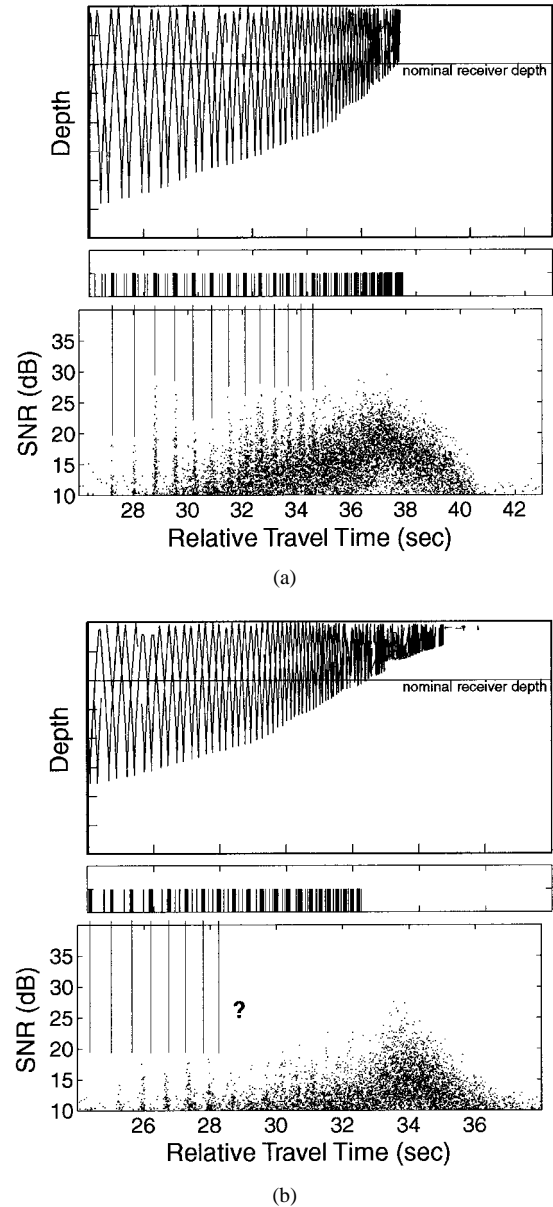 Depth
nominal receiver depth
SNR (dB)
35
30
25
20
15
10
28 30 32 34 36 38 40 42
Relative Travel Time (sec)
(a)
Depth
nominal receiver depth
SNR (dB)
35
30
25
20
15
10
?
26 28 30 32 34 36
Relative Travel Time (sec)
(b)